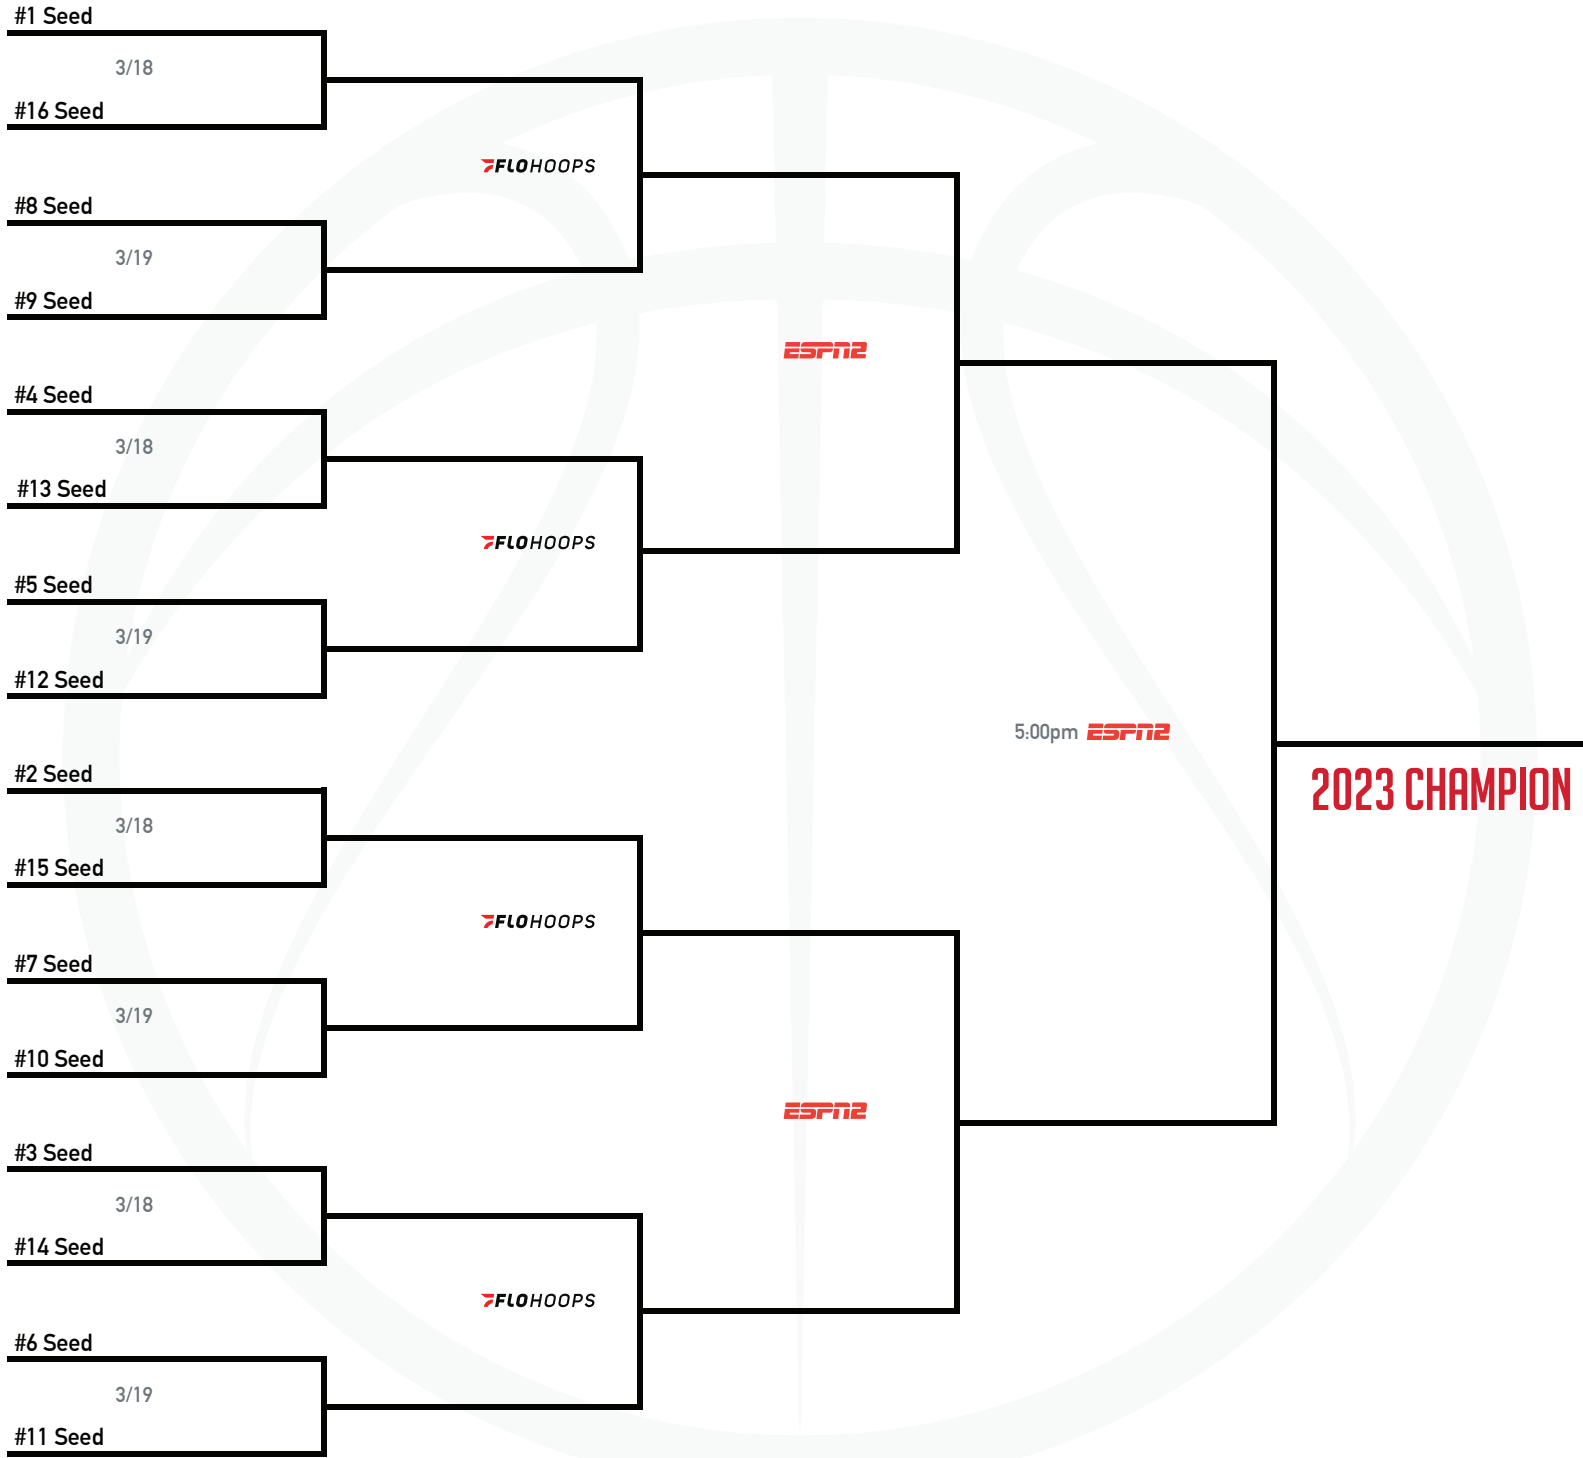 #1 Seed
3/18
#16 Seed
FLOHOOPS
#8 Seed
3/19
#9 Seed
ESPN2
#4 Seed
3/18
#13 Seed
FLOHOOPS
#5 Seed
3/19
#12 Seed
5:00pm ESPN2
2023 CHAMPION
#2 Seed
3/18
#15 Seed
FLOHOOPS
#7 Seed
3/19
#10 Seed
ESPN2
#3 Seed
3/18
#14 Seed
FLOHOOPS
#6 Seed
3/19
#11 Seed